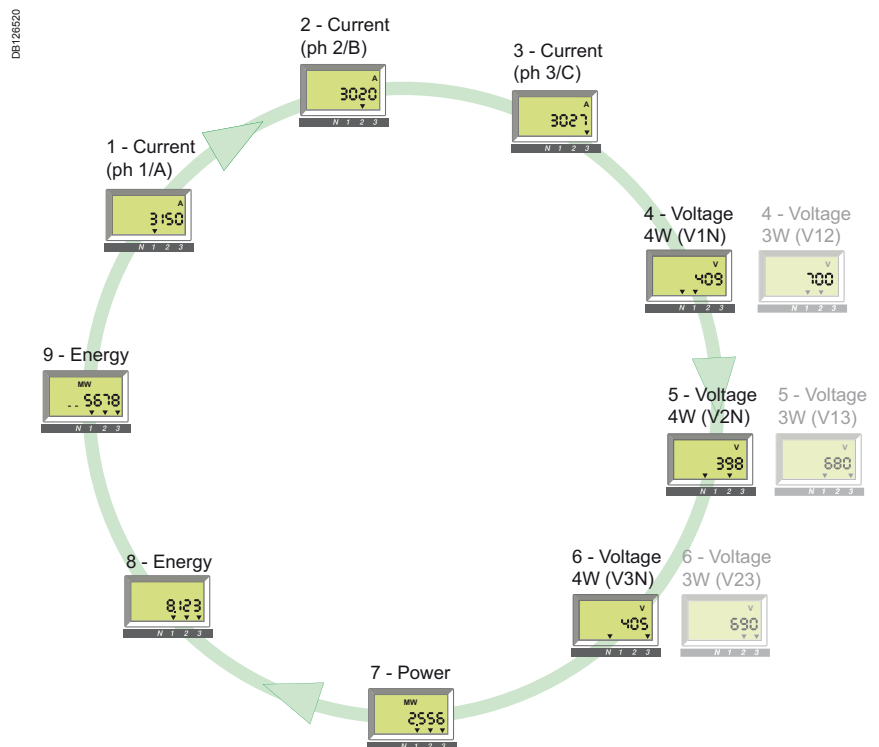 DB126520
2 - Current
(ph 2/B)
A
3020
N 1 2 3
3 - Current
(ph 3/C)
A
3027
N 1 2 3
1 - Current
(ph 1/A)
A
3150
N 1 2 3
4 - Voltage
4W (V1N)
V
409
N 1 2 3
4 - Voltage
3W (V12)
V
700
N 1 2 3
5 - Voltage
4W (V2N)
V
398
N 1 2 3
5 - Voltage
3W (V13)
V
680
N 1 2 3
6 - Voltage
4W (V3N)
V
405
N 1 2 3
6 - Voltage
3W (V23)
V
690
N 1 2 3
7 - Power
MW
2.556
N 1 2 3
8 - Energy
8.123
N 1 2 3
9 - Energy
MW
_ _ 5678
N 1 2 3